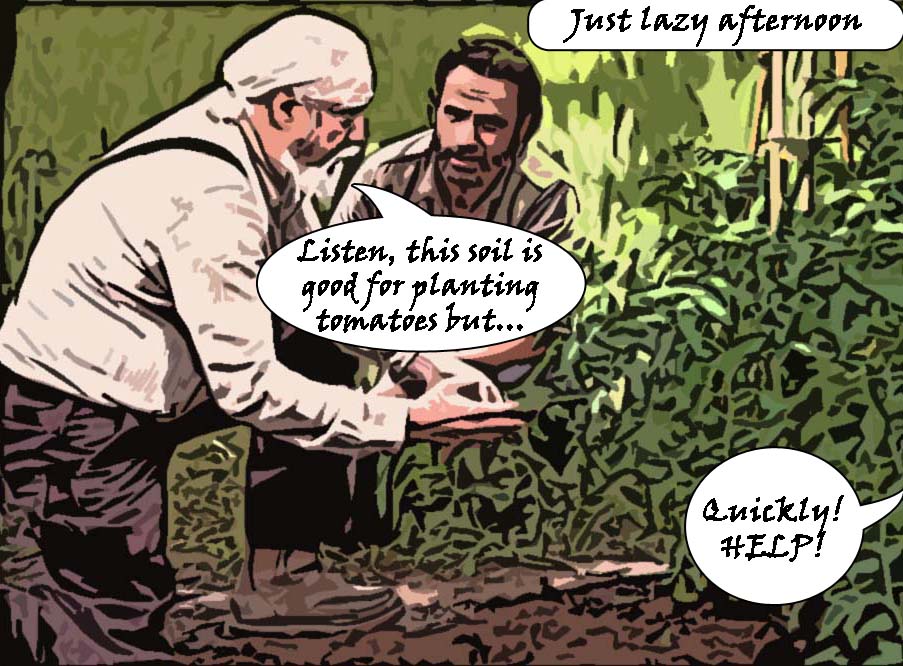 Just lazy afternoon
Listen, this soil is
good for planting
tomatoes but...
Quickly!
HELP!